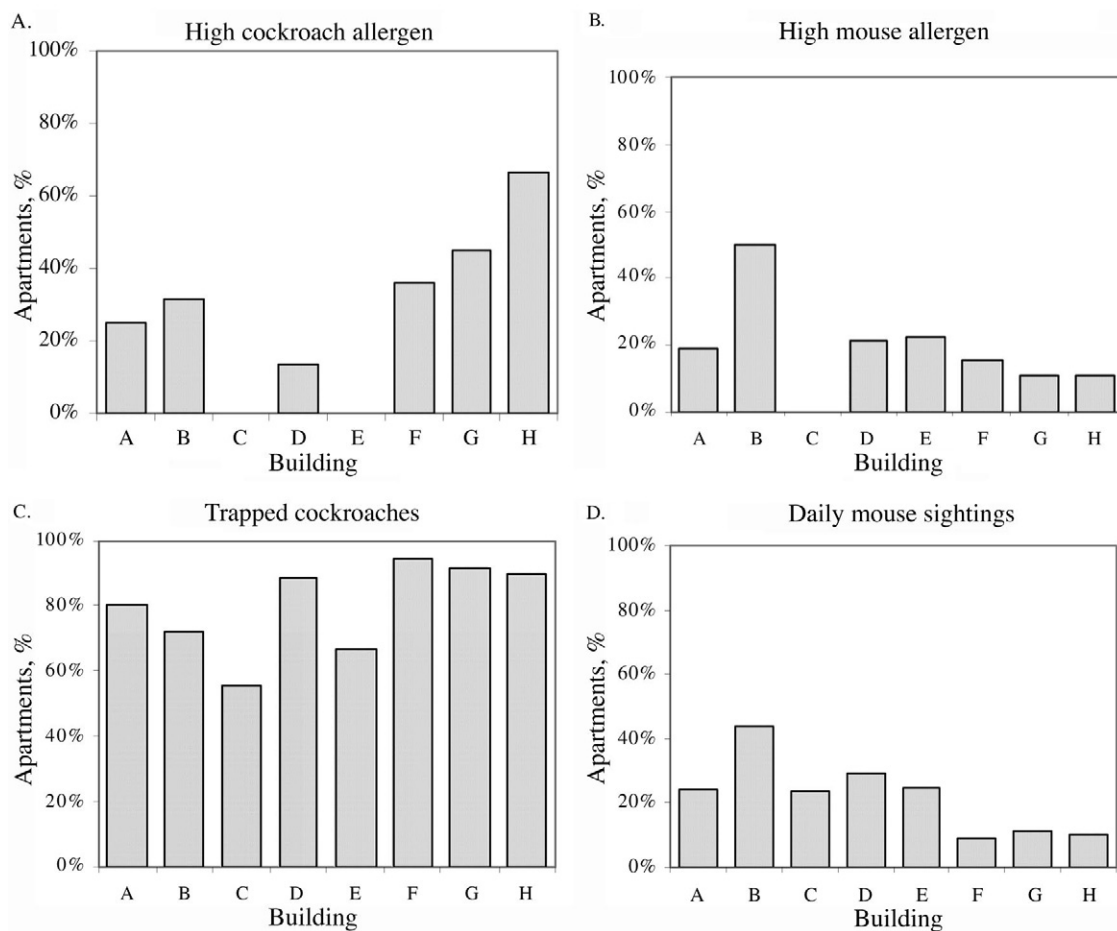 A.
High cockroach allergen
100%
80%
60%
40%
20%
0%
Apartments, %
A B C D E F G H
Building
B.
High mouse allergen
100%
80%
60%
40%
20%
0%
Apartments, %
A B C D E F G H
Building
C.
Trapped cockroaches
100%
80%
60%
40%
20%
0%
Apartments, %
A B C D E F G H
Building
D.
Daily mouse sightings
100%
80%
60%
40%
20%
0%
Apartments, %
A B C D E F G H
Building